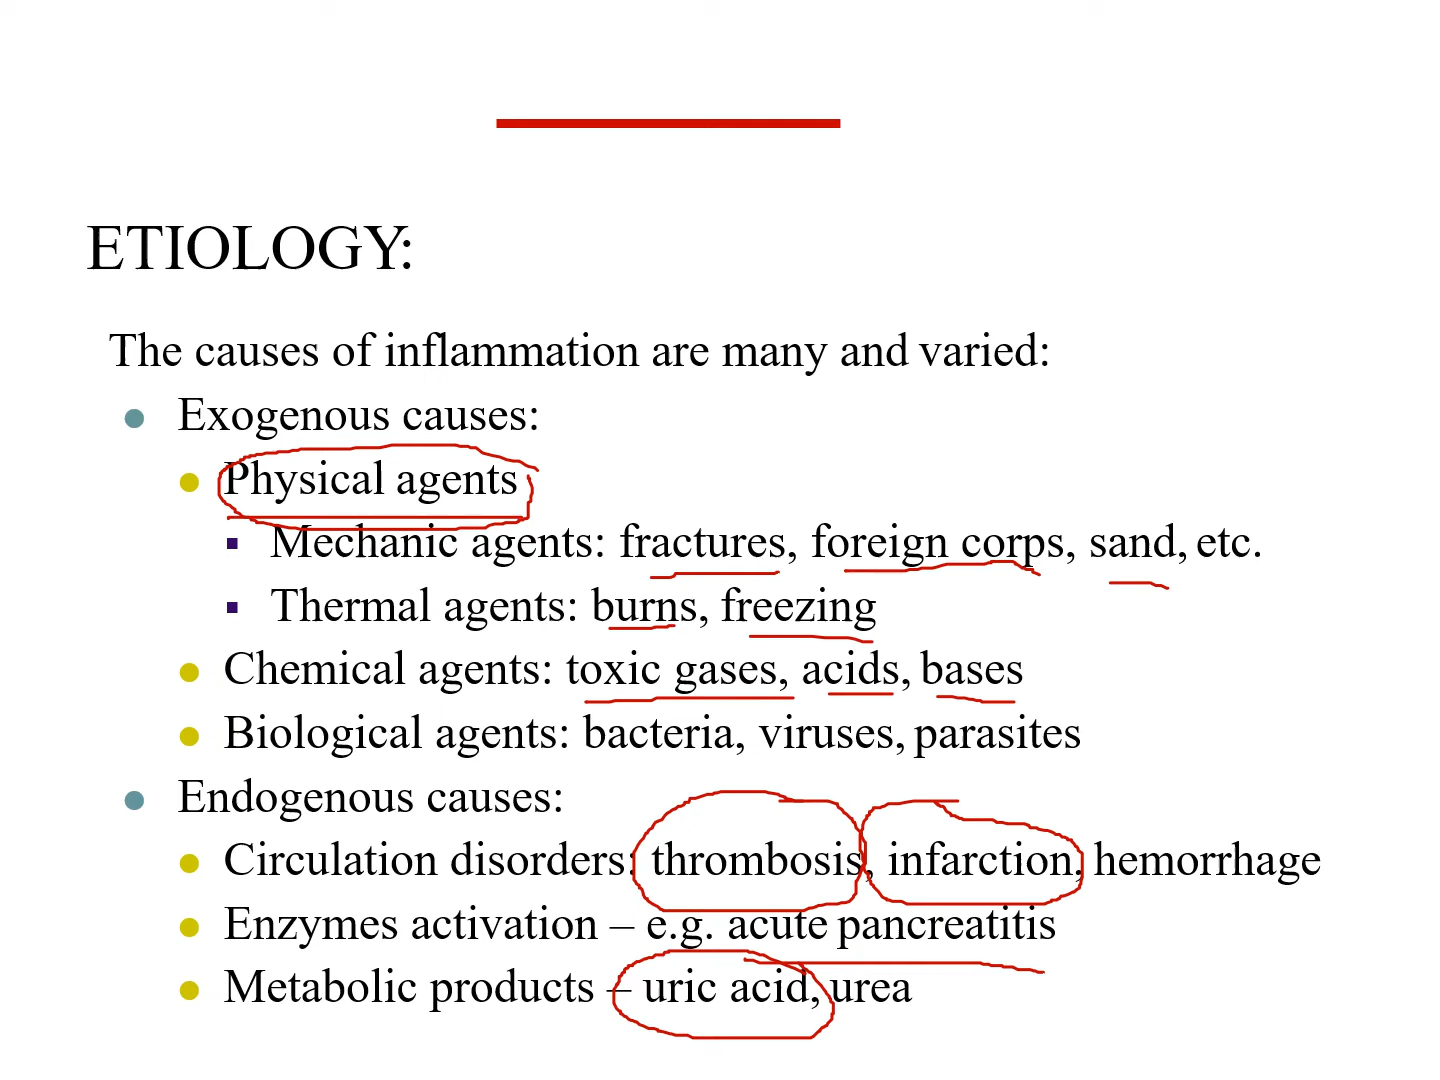 ETIOLOGY:
The causes of inflammation are many and varied:
Exogenous causes:
Physical agents
Mechanic agents: fractures, foreign corps, sand, etc.
Thermal agents: burns, freezing
Chemical agents: toxic gases, acids, bases
Biological agents: bacteria, viruses, parasites
Endogenous causes:
Circulation disorders: thrombosis, infarction, hemorrhage
Enzymes activation – e.g. acute pancreatitis
Metabolic products – uric acid, urea